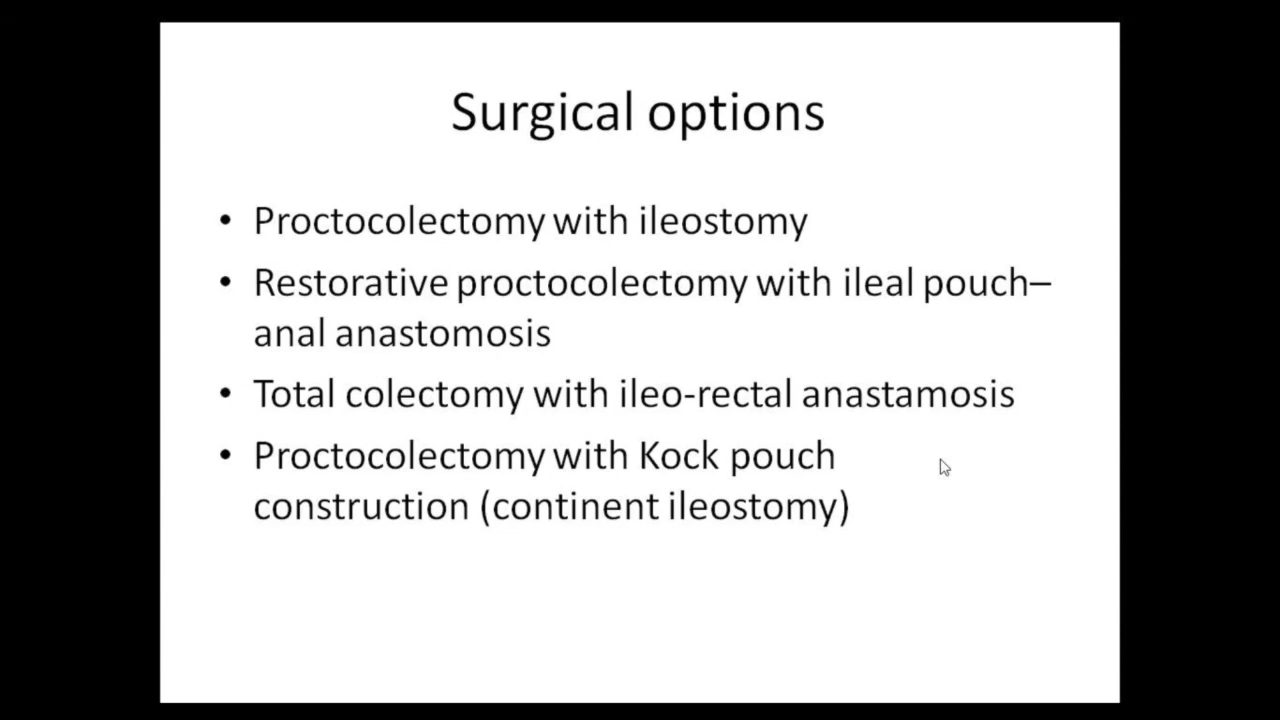 Surgical options
• Proctocolectomy with ileostomy
• Restorative proctocolectomy with ileal pouch–
anal anastomosis
• Total colectomy with ileo-rectal anastamosis
• Proctocolectomy with Kock pouch
construction (continent ileostomy)